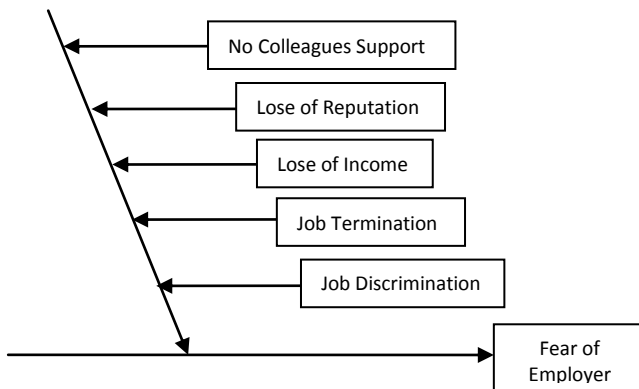 No Colleagues Support
Lose of Reputation
Lose of Income
Job Termination
Job Discrimination
Fear of
Employer